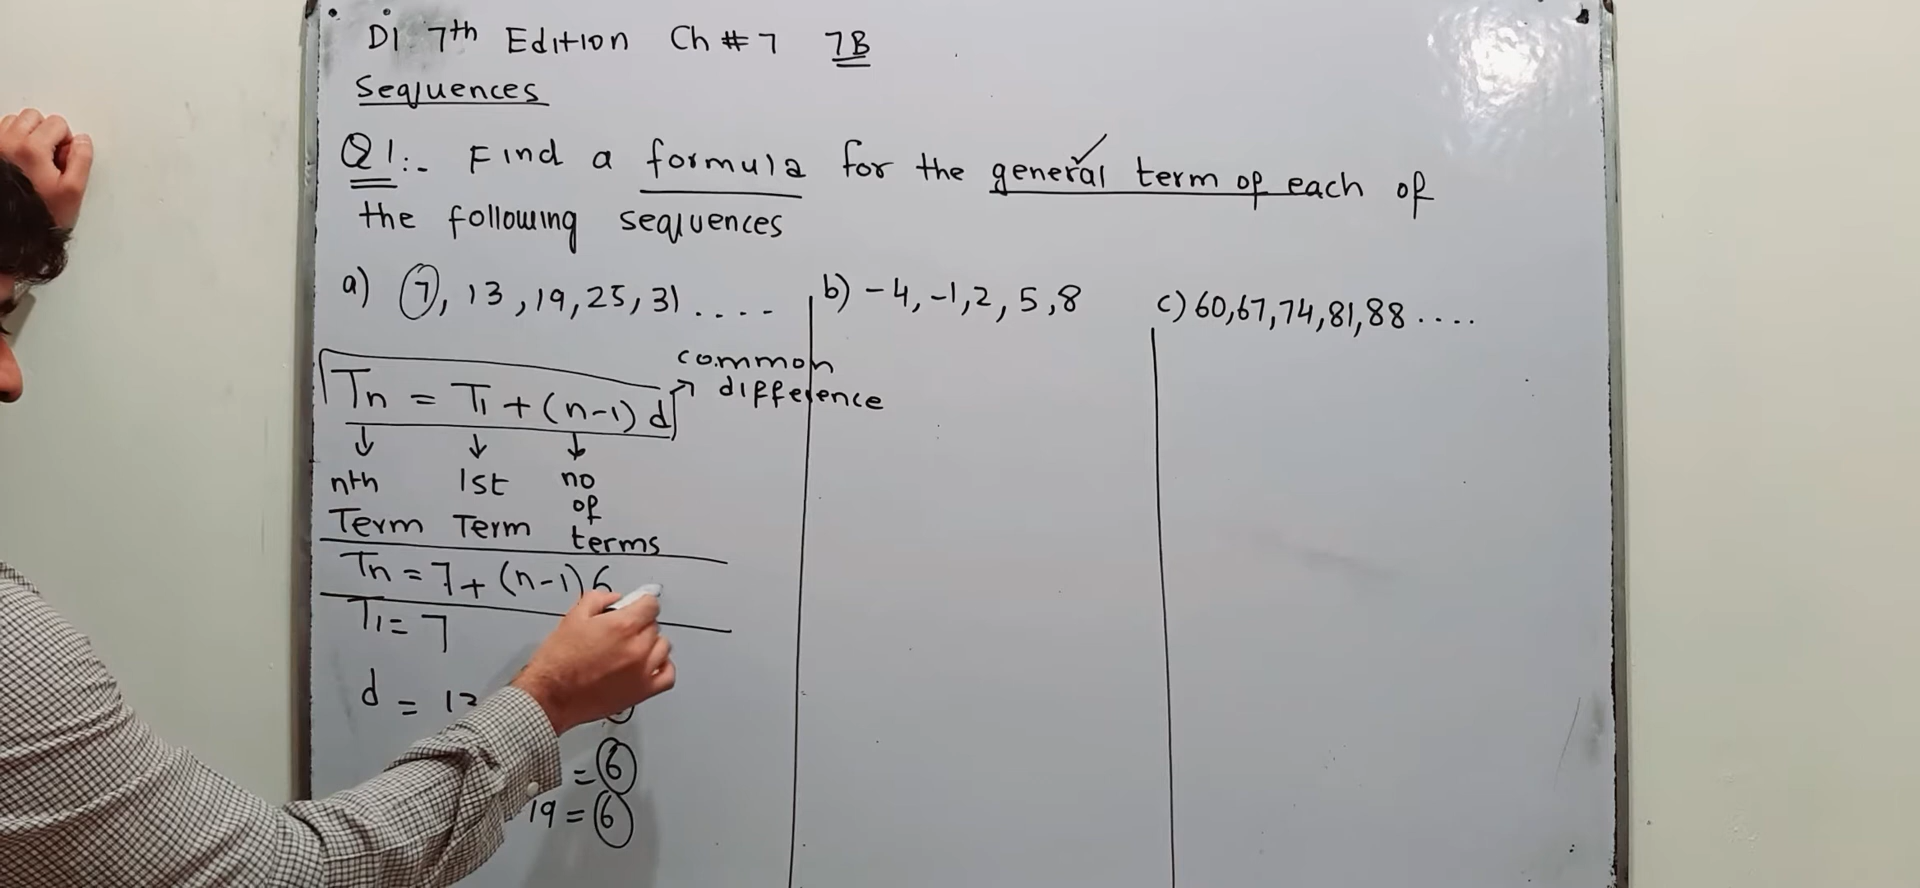 D1 7th Edition Ch # 7 7B
Sequences
Q1:- Find a formula for the general term of each of
the following sequences
a) 7, 13, 19, 25, 31 ....
b) -4, -1, 2, 5, 8
c) 60, 67, 74, 81, 88 ....
Tn = T1 + (n-1) d
common
difference
nth
Term
1st
Term
no
of
terms
Tn = 7 + (n-1) 6
T1 = 7
d = 13
= 6
19 = 6